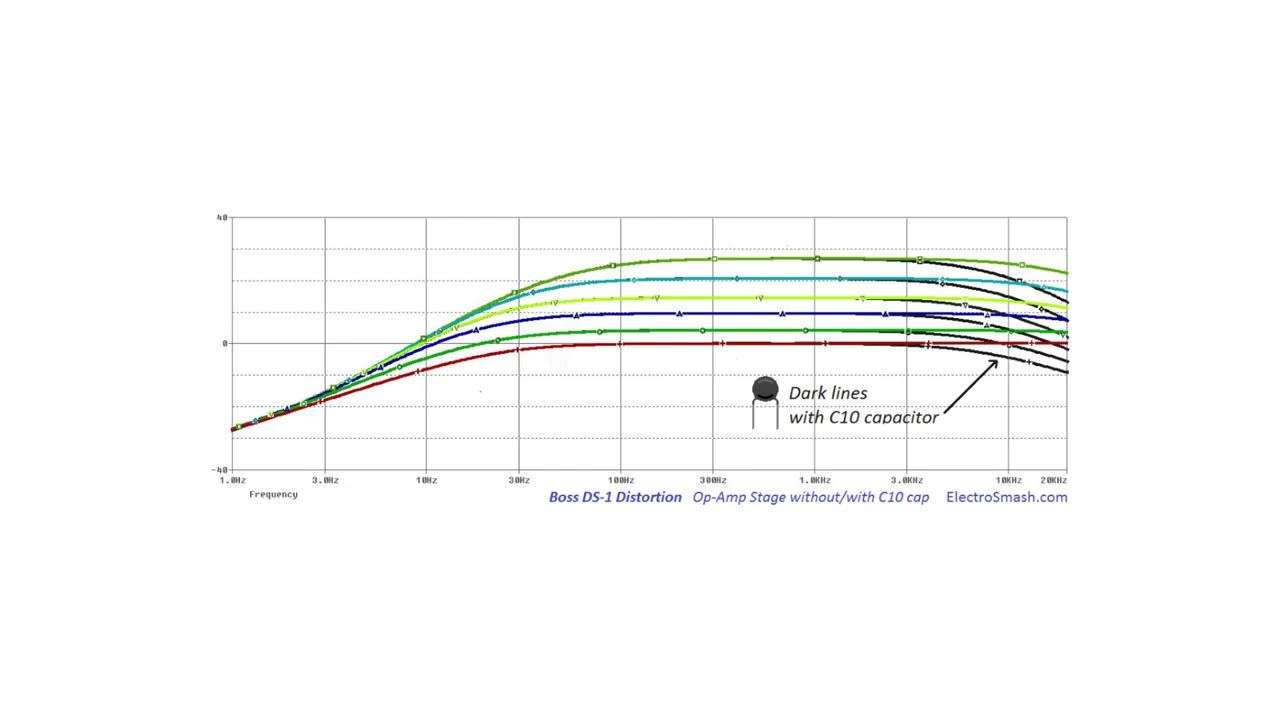 40
0
-40
Dark lines
with C10 capacitor
1.0Hz 3.0Hz 10Hz 30Hz 100Hz 300Hz 1.0KHz 3.0KHz 10KHz 20KHz
Frequency
Boss DS-1 Distortion Op-Amp Stage without/with C10 cap ElectroSmash.com